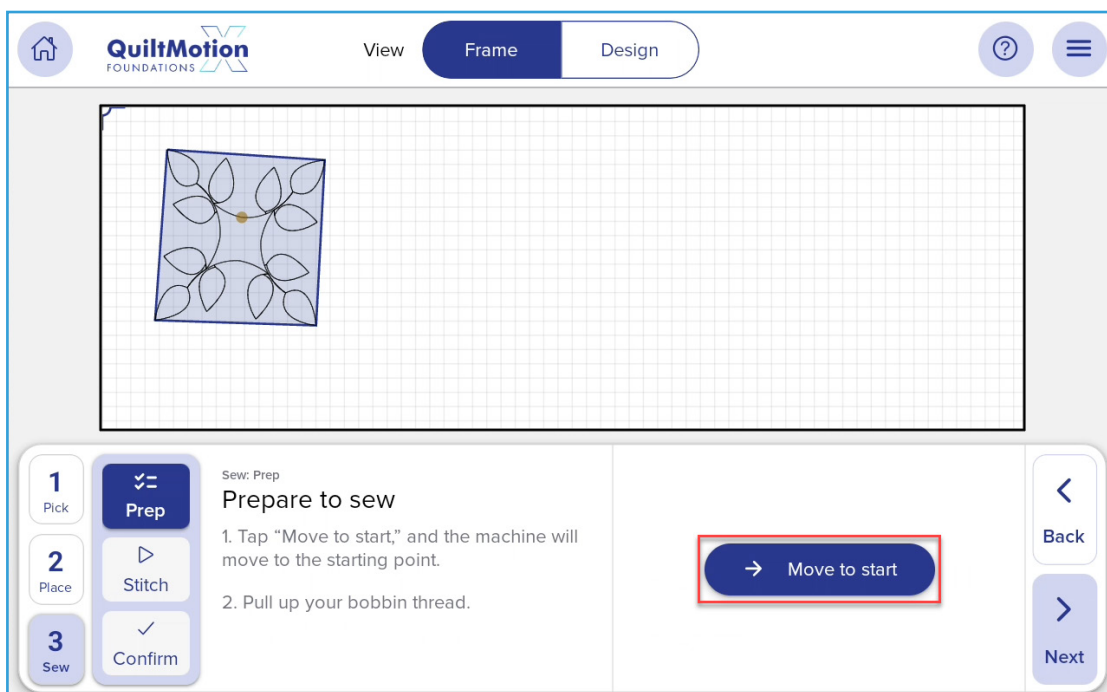 QuiltMotion
FOUNDATIONS
View
Frame
Design
?
1
Pick
2
Place
3
Sew
Prep
Stitch
Confirm
Sew: Prep
Prepare to sew
1. Tap “Move to start,” and the machine will
move to the starting point.
2. Pull up your bobbin thread.
→ Move to start
Back
Next